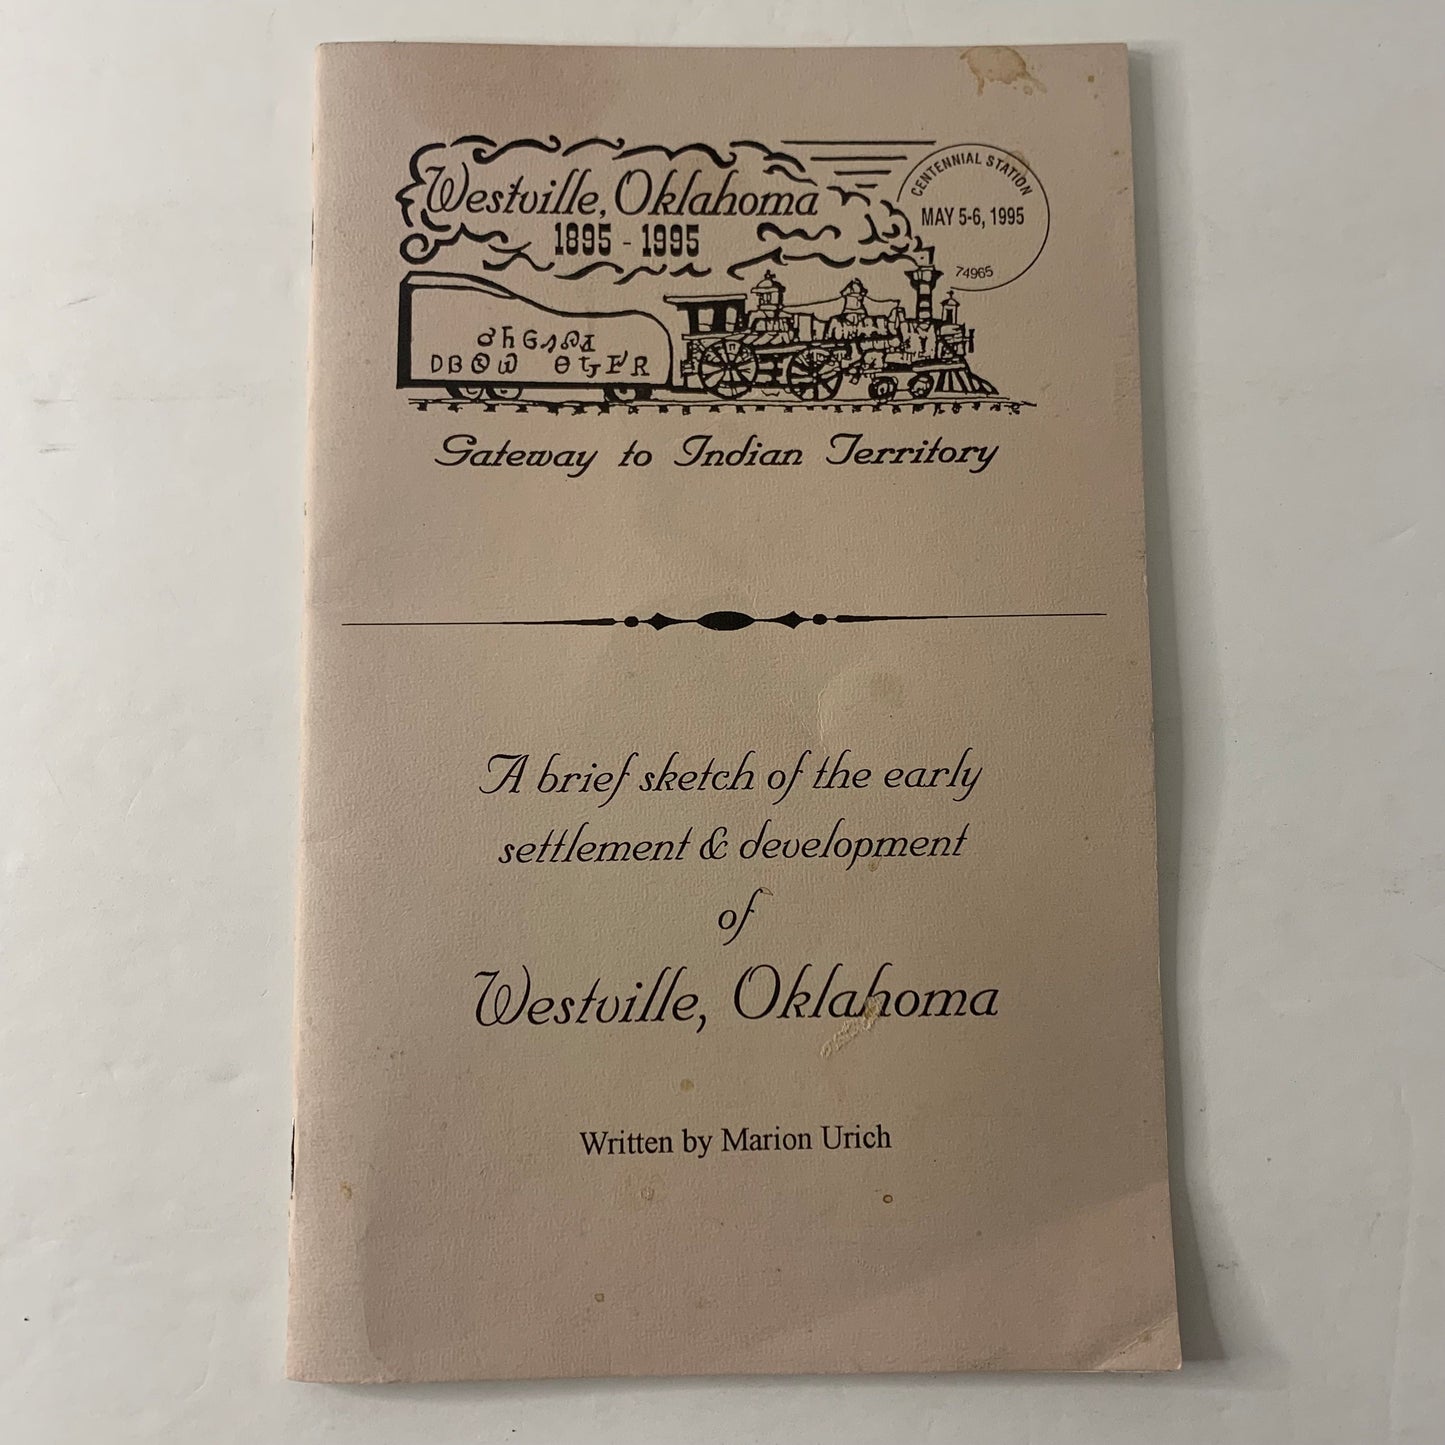 Westville, Oklahoma
1895 - 1995
CENTENNIAL STATION
MAY 5-6, 1995
74965
Gateway to Indian Territory
A brief sketch of the early
settlement & development
of
Westville, Oklahoma
Written by Marion Urich